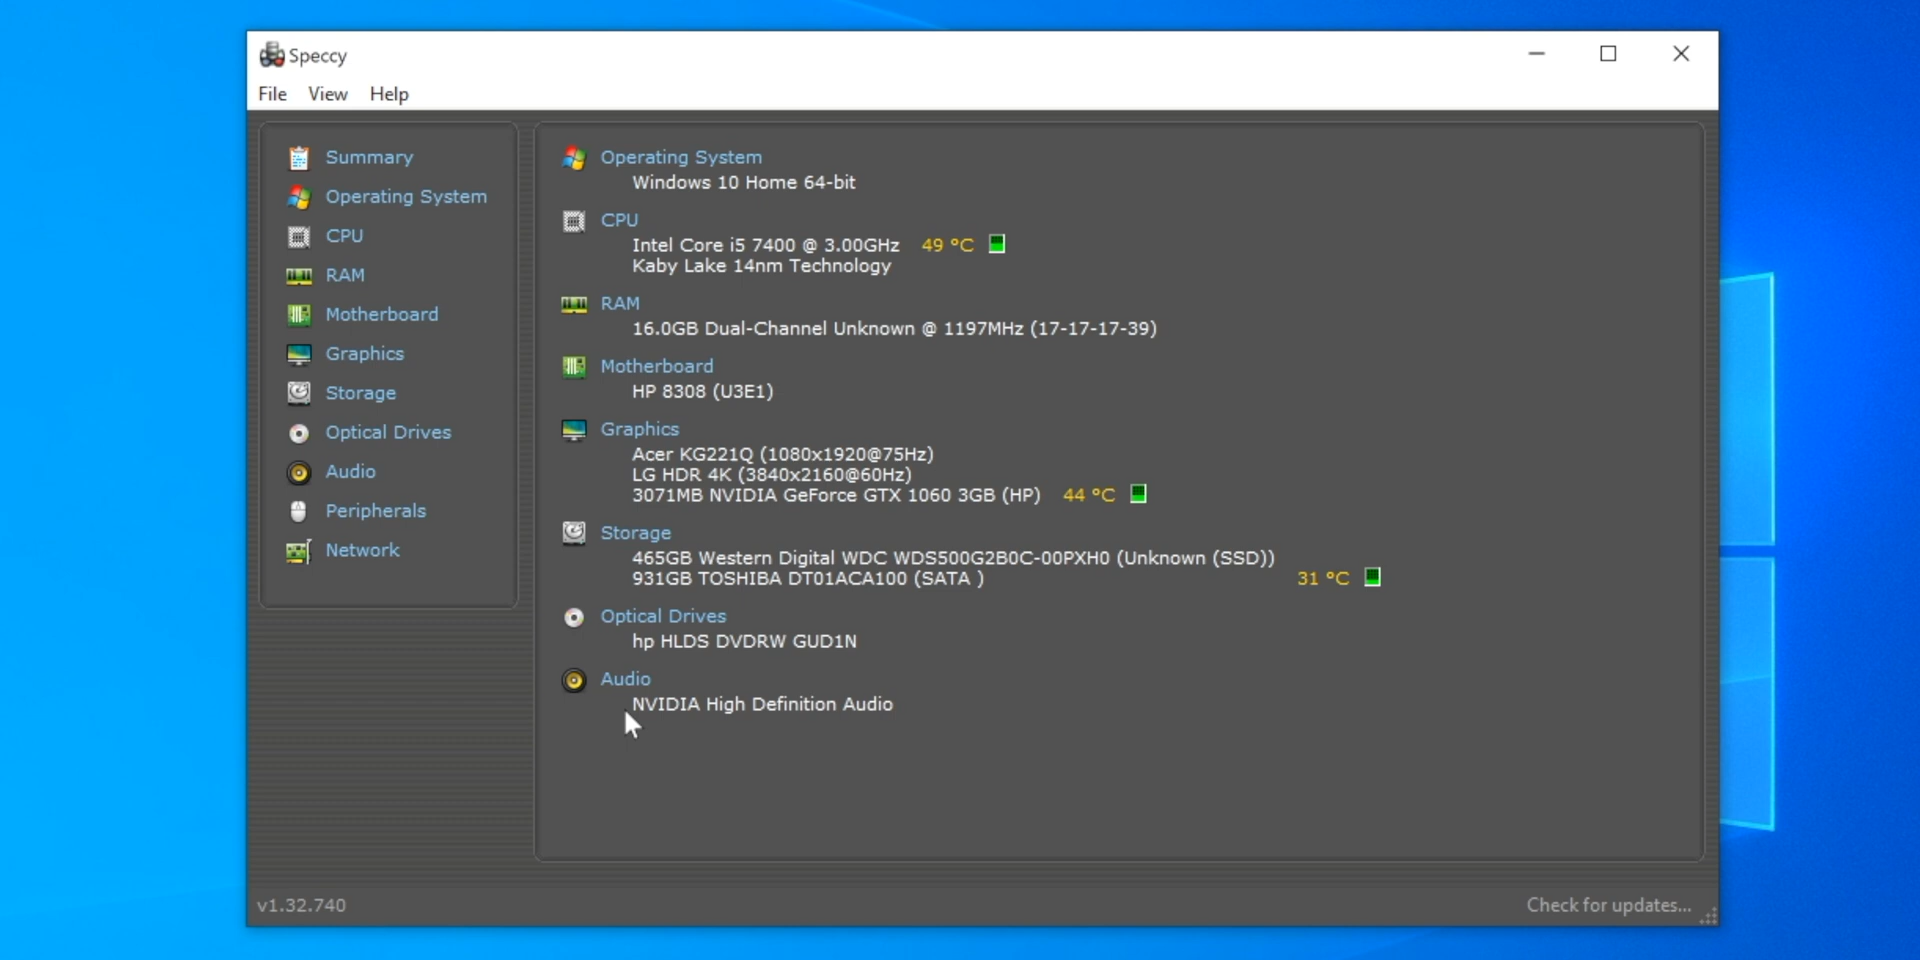 Speccy
File View Help
Summary
Operating System
CPU
RAM
Motherboard
Graphics
Storage
Optical Drives
Audio
Peripherals
Network
Operating System
Windows 10 Home 64-bit
CPU
Intel Core i5 7400 @ 3.00GHz 49 °C
Kaby Lake 14nm Technology
RAM
16.0GB Dual-Channel Unknown @ 1197MHz (17-17-17-39)
Motherboard
HP 8308 (U3E1)
Graphics
Acer KG221Q (1080x1920@75Hz)
LG HDR 4K (3840x2160@60Hz)
3071MB NVIDIA GeForce GTX 1060 3GB (HP) 44 °C
Storage
465GB Western Digital WDC WDS500G2B0C-00PXH0 (Unknown (SSD))
931GB TOSHIBA DT01ACA100 (SATA ) 31 °C
Optical Drives
hp HLDS DVDRW GUD1N
Audio
NVIDIA High Definition Audio
v1.32.740
Check for updates...